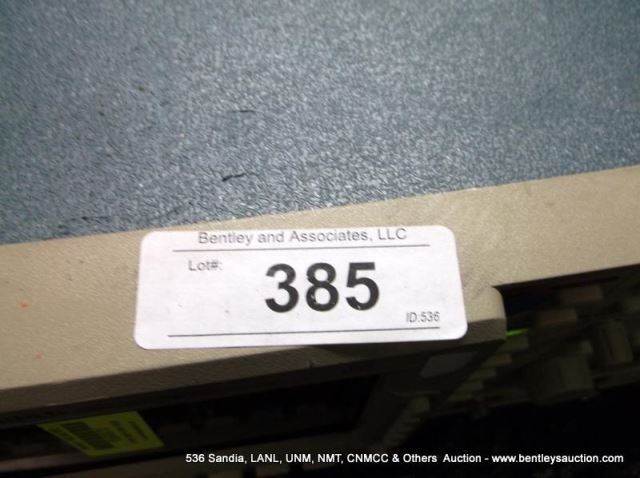 Bentley and Associates, LLC
Lot#:
385
ID.536
536 Sandia, LANL, UNM, NMT, CNMCC & Others Auction - www.bentleysauction.com